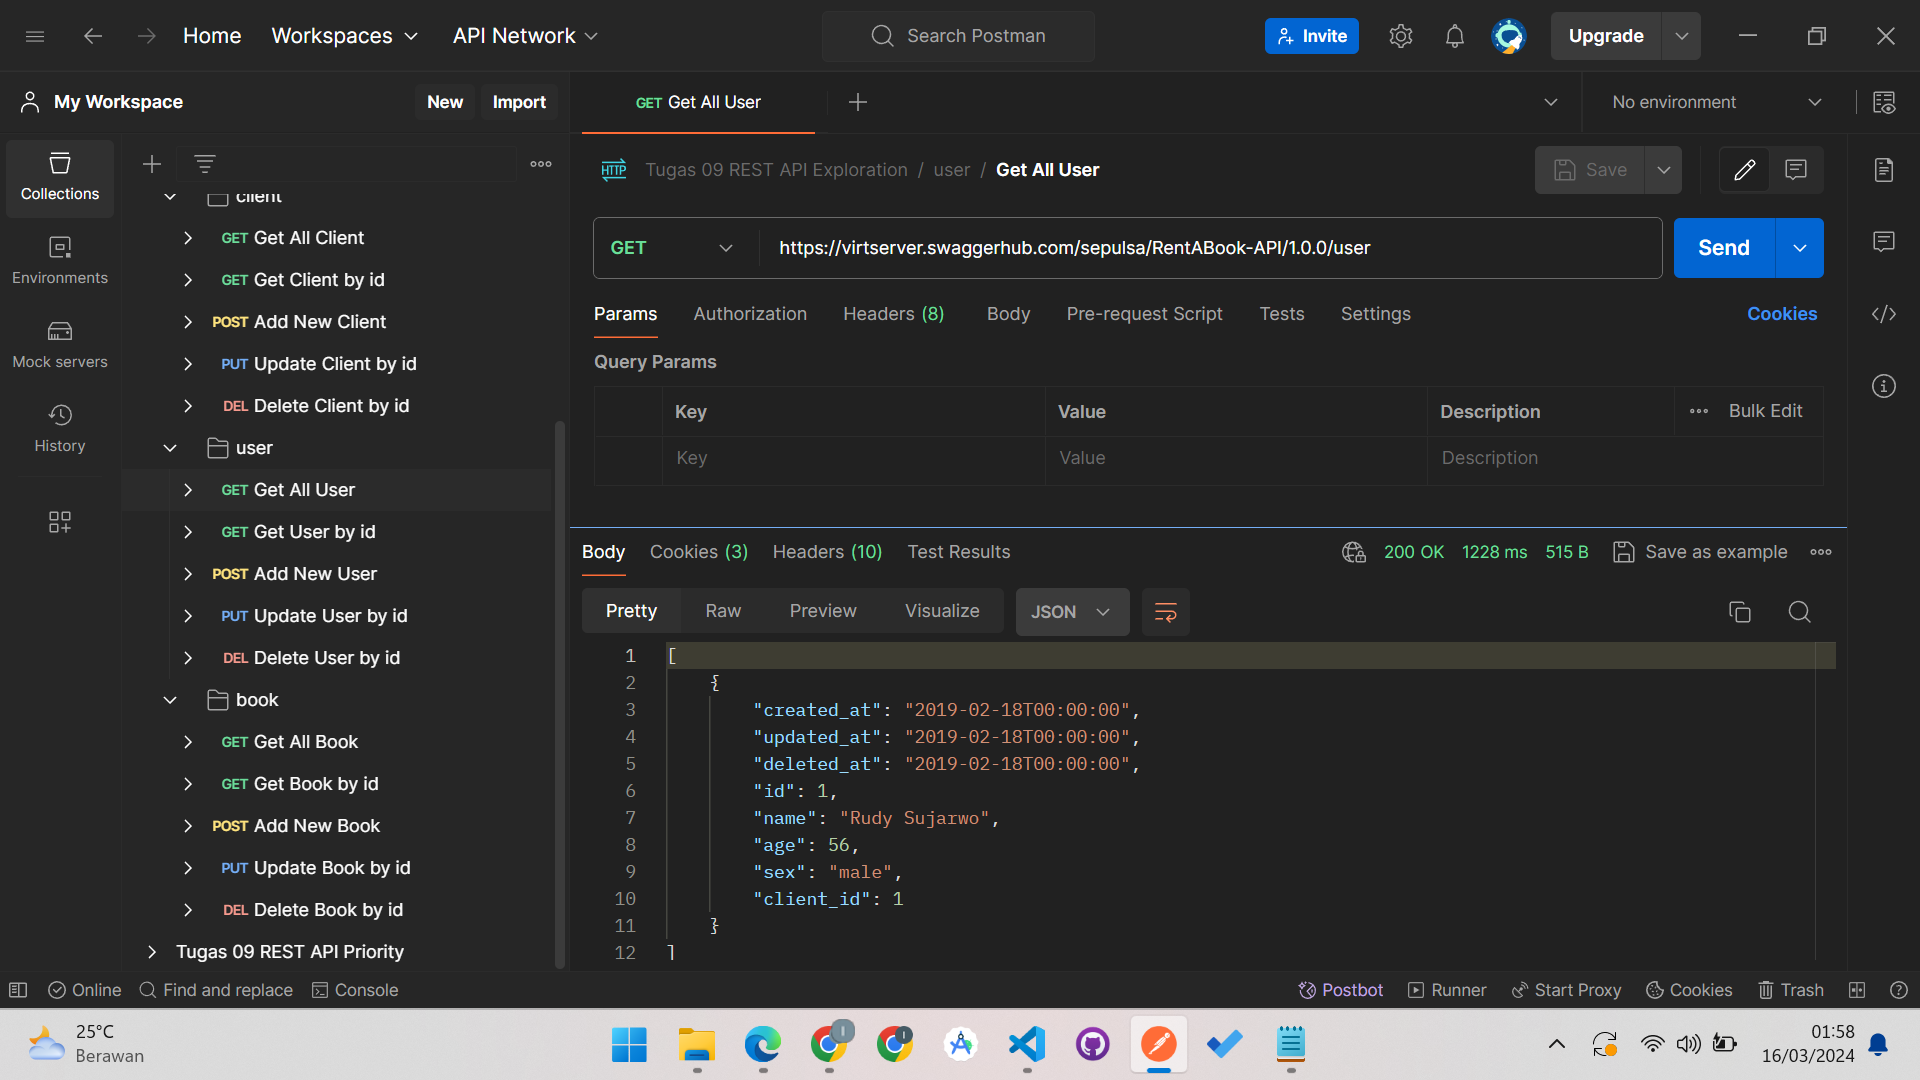 Home Workspaces API Network Search Postman Invite Upgrade
My Workspace New Import GET Get All User No environment
Collections
Environments
Mock servers
History
client
GET Get All Client
GET Get Client by id
POST Add New Client
PUT Update Client by id
DEL Delete Client by id
user
GET Get All User
GET Get User by id
POST Add New User
PUT Update User by id
DEL Delete User by id
book
GET Get All Book
GET Get Book by id
POST Add New Book
PUT Update Book by id
DEL Delete Book by id
Tugas 09 REST API Priority
HTTP Tugas 09 REST API Exploration / user / Get All User Save
GET https://virtserver.swaggerhub.com/sepulsa/RentABook-API/1.0.0/user Send
Params Authorization Headers (8) Body Pre-request Script Tests Settings Cookies
Query Params
Key Value Description Bulk Edit
Key Value Description
Body Cookies (3) Headers (10) Test Results 200 OK 1228 ms 515 B Save as example
Pretty Raw Preview Visualize JSON
1 [
2 {
3 "created_at": "2019-02-18T00:00:00",
4 "updated_at": "2019-02-18T00:00:00",
5 "deleted_at": "2019-02-18T00:00:00",
6 "id": 1,
7 "name": "Rudy Sujarwo",
8 "age": 56,
9 "sex": "male",
10 "client_id": 1
11 }
12 ]
Online Find and replace Console Postbot Runner Start Proxy Cookies Trash
25°C
Berawan
01:58
16/03/2024